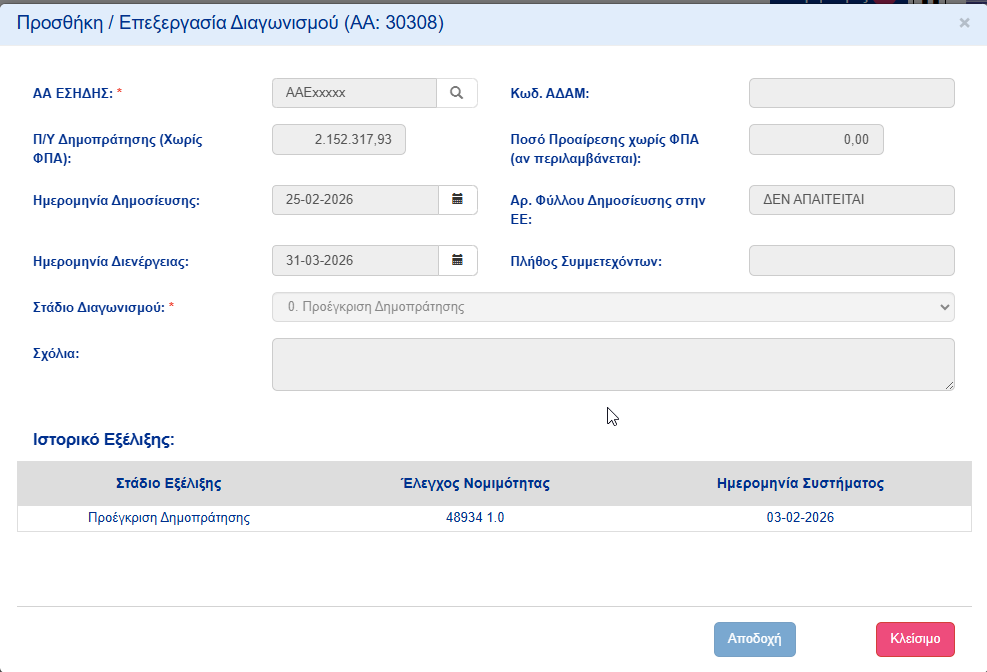 Προσθήκη / Επεξεργασία Διαγωνισμού (ΑΑ: 30308)
×
ΑΑ ΕΣΗΔΗΣ: *
AAExxxxx
Κωδ. ΑΔΑΜ:
Π/Υ Δημοπράτησης (Χωρίς
ΦΠΑ):
2.152.317,93
Ποσό Προαίρεσης χωρίς ΦΠΑ
(αν περιλαμβάνεται):
0,00
Ημερομηνία Δημοσίευσης:
25-02-2026
Αρ. Φύλλου Δημοσίευσης στην
ΕΕ:
ΔΕΝ ΑΠΑΙΤΕΙΤΑΙ
Ημερομηνία Διενέργειας:
31-03-2026
Πλήθος Συμμετεχόντων:
Στάδιο Διαγωνισμού: *
0. Προέγκριση Δημοπράτησης
Σχόλια:
Ιστορικό Εξέλιξης:
Στάδιο Εξέλιξης Έλεγχος Νομιμότητας Ημερομηνία Συστήματος
Προέγκριση Δημοπράτησης 48934 1.0 03-02-2026
Αποδοχή
Κλείσιμο